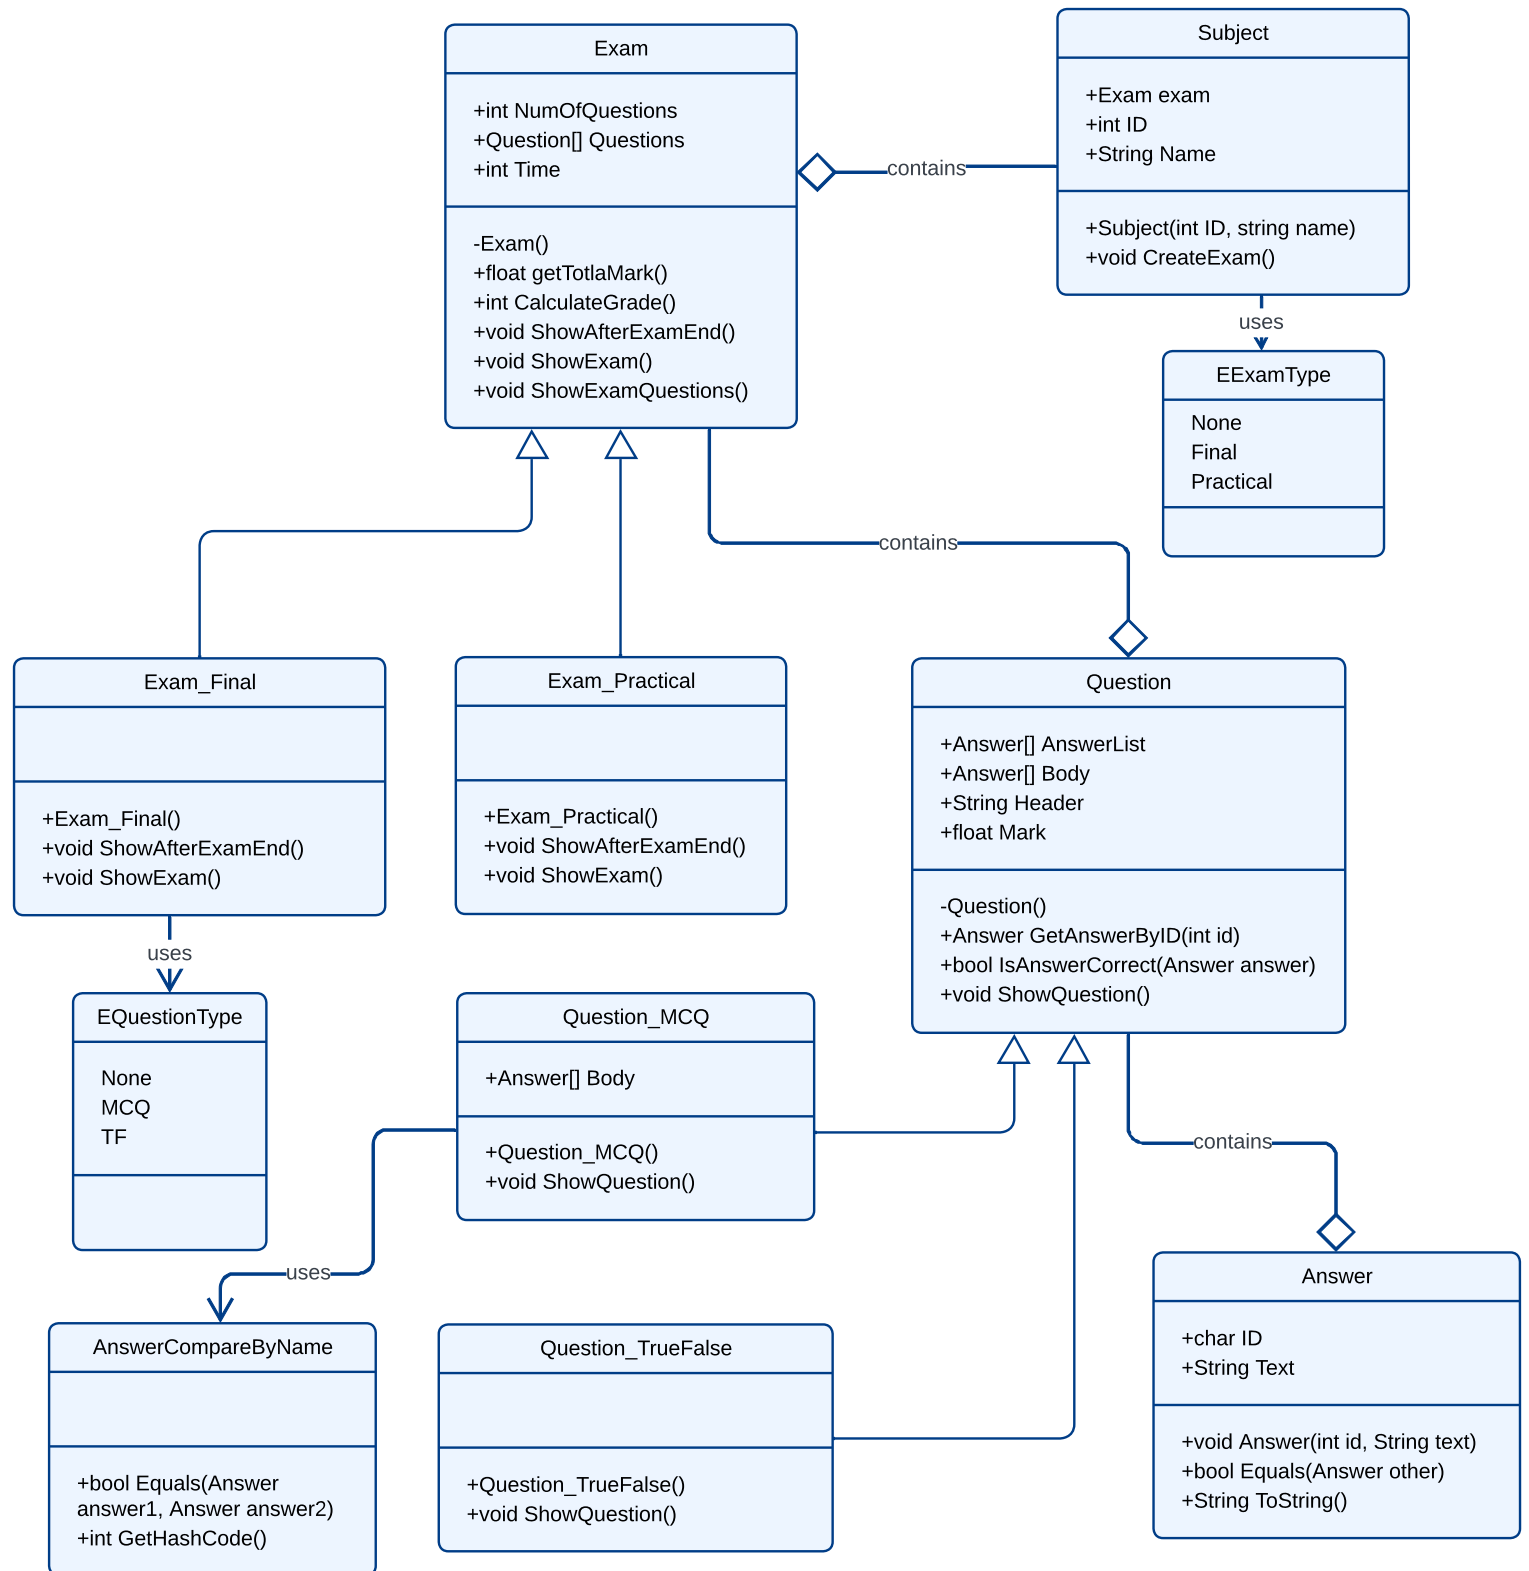 Exam
+int NumOfQuestions
+Question[] Questions
+int Time
-Exam()
+float getTotlaMark()
+int CalculateGrade()
+void ShowAfterExamEnd()
+void ShowExam()
+void ShowExamQuestions()
contains
Subject
+Exam exam
+int ID
+String Name
+Subject(int ID, string name)
+void CreateExam()
uses
EExamType
None
Final
Practical
contains
Exam_Final
+Exam_Final()
+void ShowAfterExamEnd()
+void ShowExam()
Exam_Practical
+Exam_Practical()
+void ShowAfterExamEnd()
+void ShowExam()
Question
+Answer[] AnswerList
+Answer[] Body
+String Header
+float Mark
-Question()
+Answer GetAnswerByID(int id)
+bool IsAnswerCorrect(Answer answer)
+void ShowQuestion()
uses
EQuestionType
None
MCQ
TF
Question_MCQ
+Answer[] Body
+Question_MCQ()
+void ShowQuestion()
contains
uses
AnswerCompareByName
+bool Equals(Answer
answer1, Answer answer2)
+int GetHashCode()
Question_TrueFalse
+Question_TrueFalse()
+void ShowQuestion()
Answer
+char ID
+String Text
+void Answer(int id, String text)
+bool Equals(Answer other)
+String ToString()